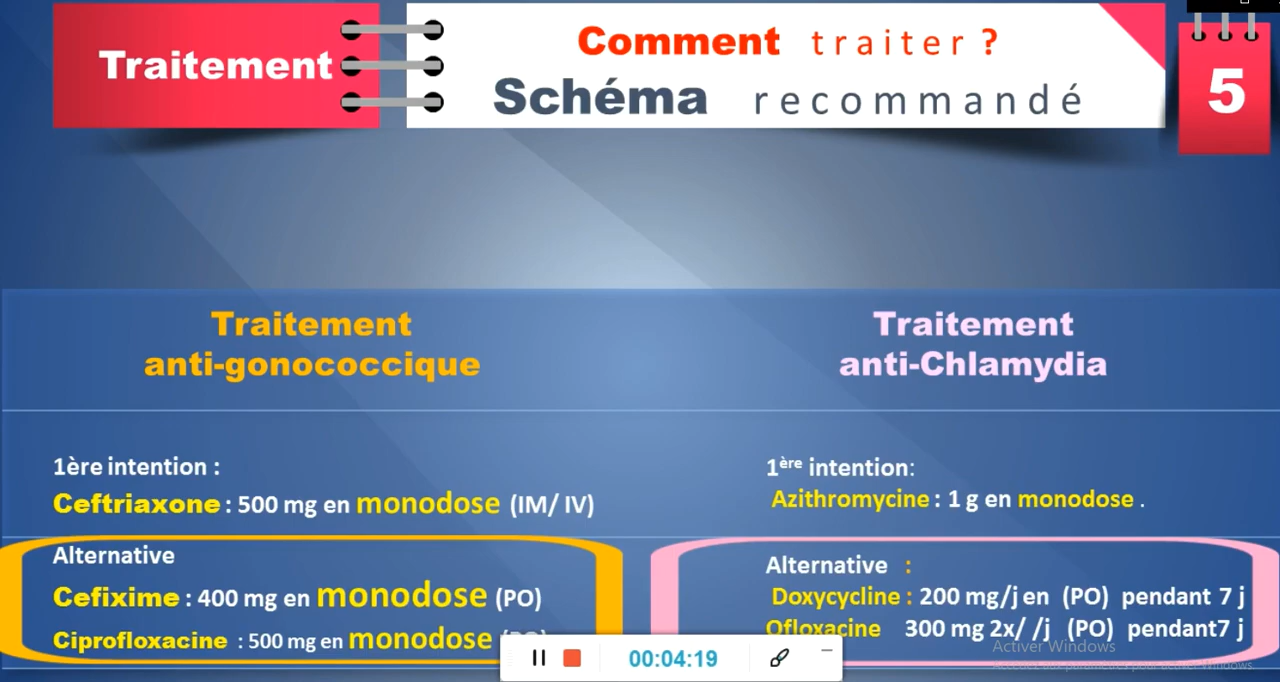 Traitement
Comment traiter ?
Schéma recommandé
5
Traitement
anti-gonococcique
Traitement
anti-Chlamydia
1ère intention :
Ceftriaxone : 500 mg en monodose (IM/ IV)
1ère intention:
Azithromycine : 1 g en monodose .
Alternative
Cefixime : 400 mg en monodose (PO)
Ciprofloxacine : 500 mg en monodose (PO)
Alternative :
Doxycycline : 200 mg/j en (PO) pendant 7 j
Ofloxacine 300 mg 2x/ /j (PO) pendant7 j
00:04:19
Activer Windows